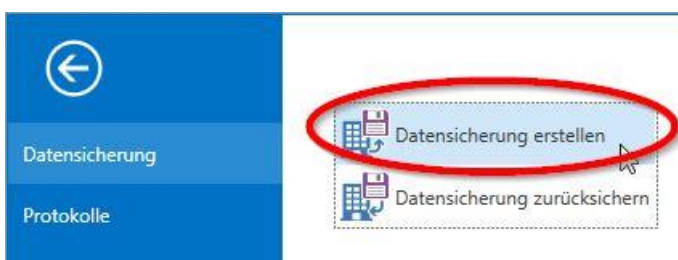 Datensicherung
Protokolle
Datensicherung erstellen
Datensicherung zurücksichern